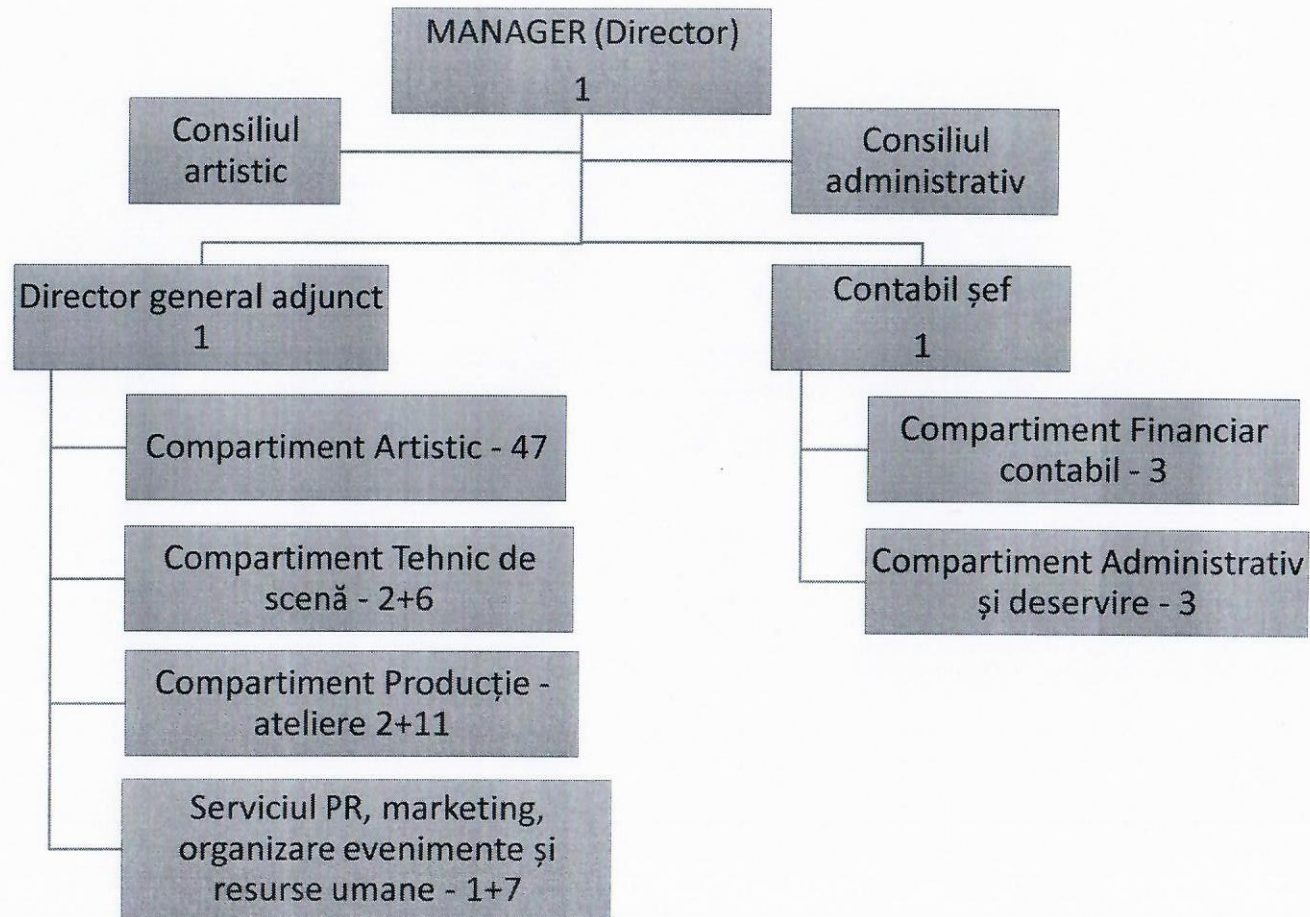 MANAGER (Director)
1
Consiliul
artistic
Consiliul
administrativ
Director general adjunct
1
Contabil șef
1
Compartiment Artistic - 47
Compartiment Tehnic de
scenă - 2+6
Compartiment Producție -
ateliere 2+11
Serviciul PR, marketing,
organizare evenimente și
resurse umane - 1+7
Compartiment Financiar
contabil - 3
Compartiment Administrativ
și deservire - 3